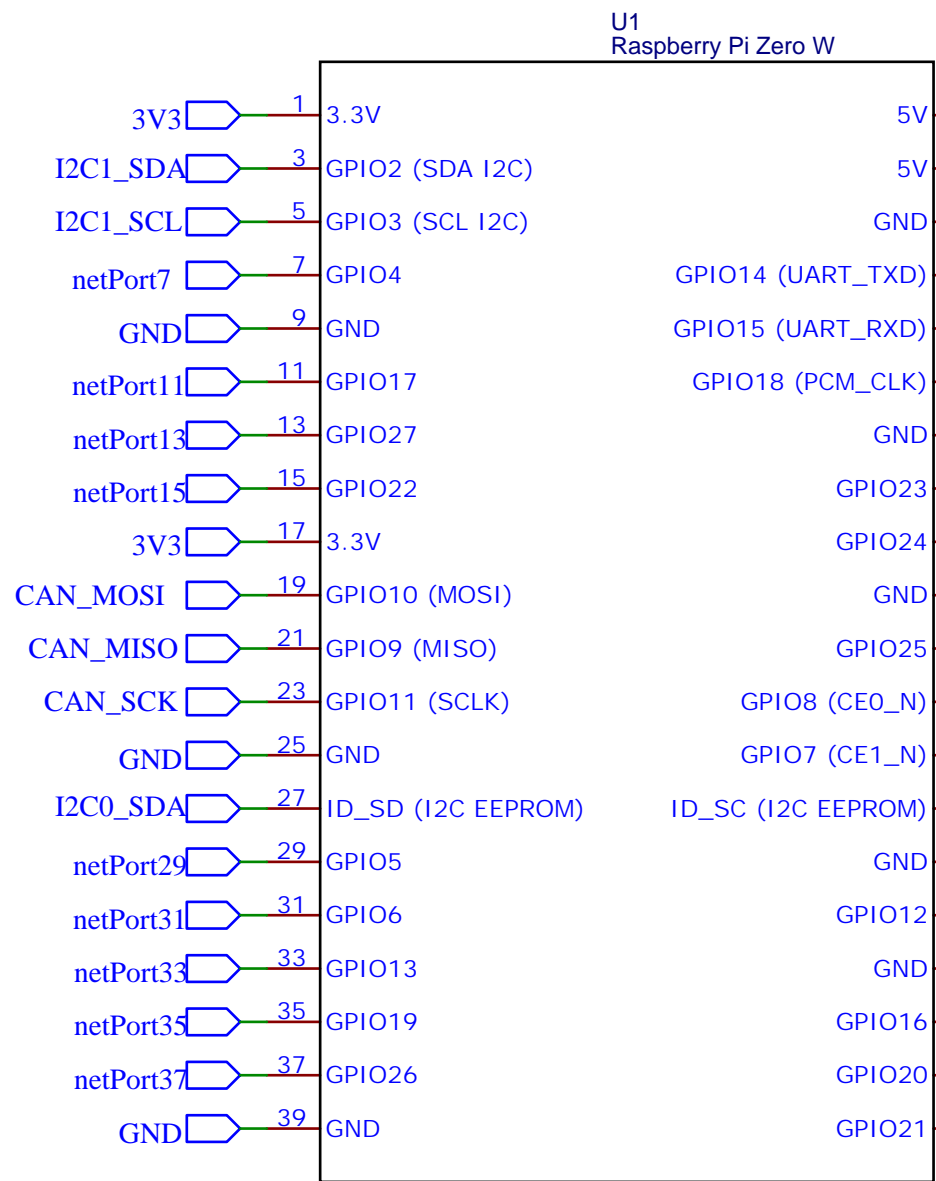 U1
Raspberry Pi Zero W
3V3 1 3.3V 5V
I2C1_SDA 3 GPIO2 (SDA I2C) 5V
I2C1_SCL 5 GPIO3 (SCL I2C) GND
netPort7 7 GPIO4 GPIO14 (UART_TXD)
GND 9 GND GPIO15 (UART_RXD)
netPort11 11 GPIO17 GPIO18 (PCM_CLK)
netPort13 13 GPIO27 GND
netPort15 15 GPIO22 GPIO23
3V3 17 3.3V GPIO24
CAN_MOSI 19 GPIO10 (MOSI) GND
CAN_MISO 21 GPIO9 (MISO) GPIO25
CAN_SCK 23 GPIO11 (SCLK) GPIO8 (CE0_N)
GND 25 GND GPIO7 (CE1_N)
I2C0_SDA 27 ID_SD (I2C EEPROM) ID_SC (I2C EEPROM)
netPort29 29 GPIO5 GND
netPort31 31 GPIO6 GPIO12
netPort33 33 GPIO13 GND
netPort35 35 GPIO19 GPIO16
netPort37 37 GPIO26 GPIO20
GND 39 GND GPIO21